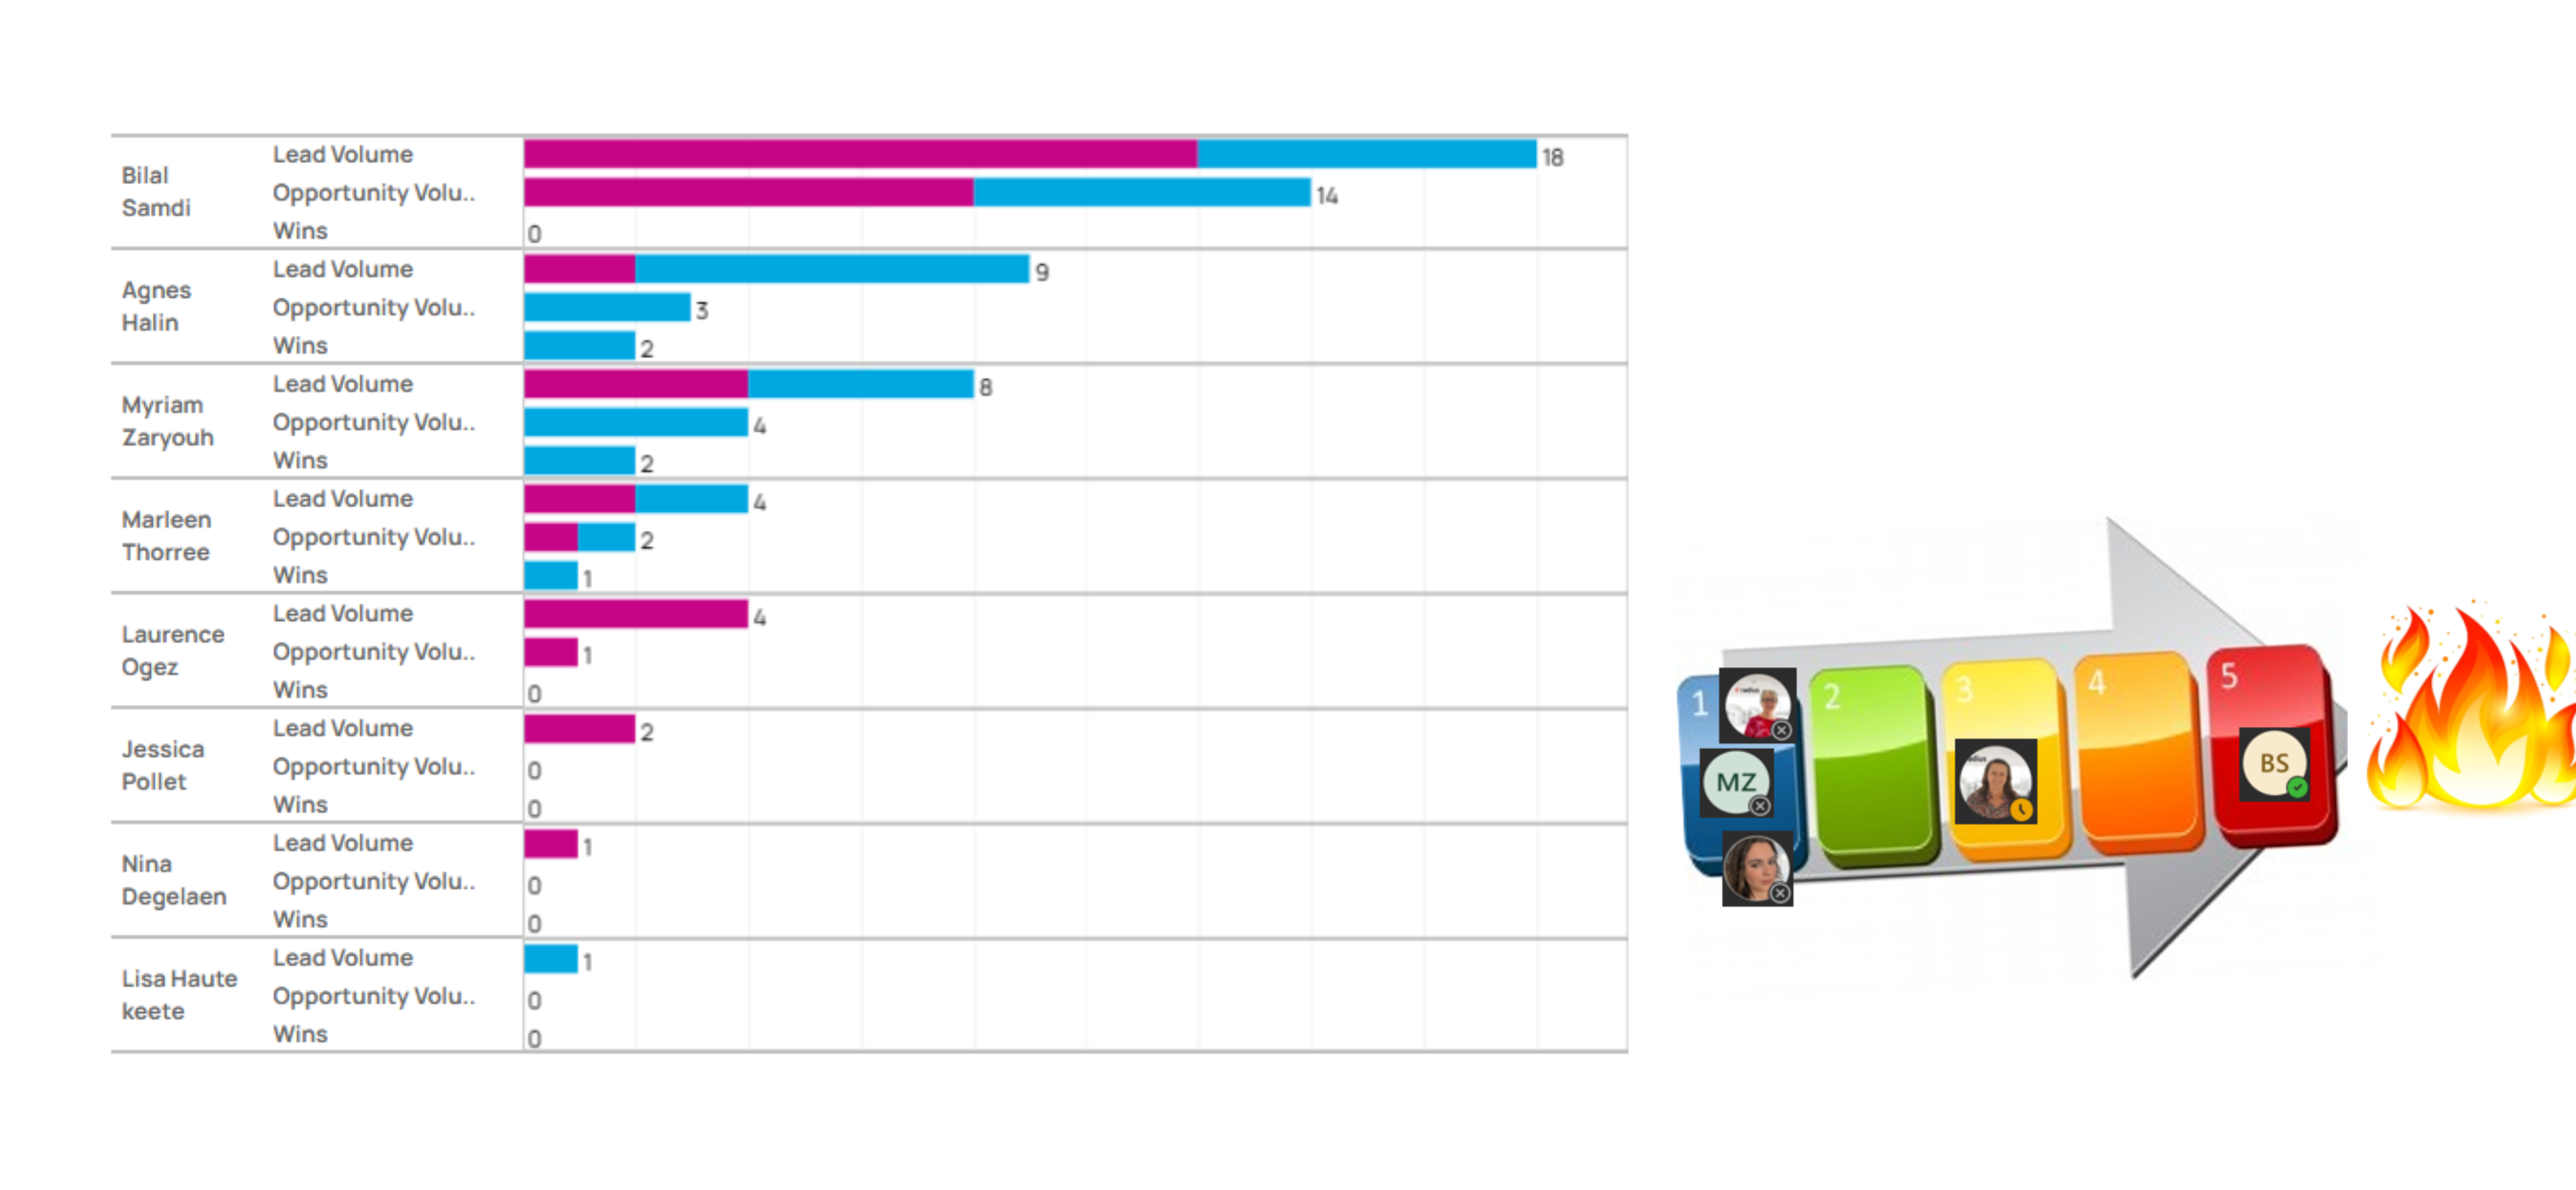 Bilal
Samdi
Lead Volume
18
Opportunity Volu..
14
Wins
0
Agnes
Halin
Lead Volume
9
Opportunity Volu..
3
Wins
2
Myriam
Zaryouh
Lead Volume
8
Opportunity Volu..
4
Wins
2
Marleen
Thorree
Lead Volume
4
Opportunity Volu..
2
Wins
1
Laurence
Ogez
Lead Volume
4
Opportunity Volu..
1
Wins
0
Jessica
Pollet
Lead Volume
2
Opportunity Volu..
0
Wins
0
Nina
Degelaen
Lead Volume
1
Opportunity Volu..
0
Wins
0
Lisa Haute
keete
Lead Volume
1
Opportunity Volu..
0
Wins
0
1
radius
MZ
2
3
dius
4
5
BS